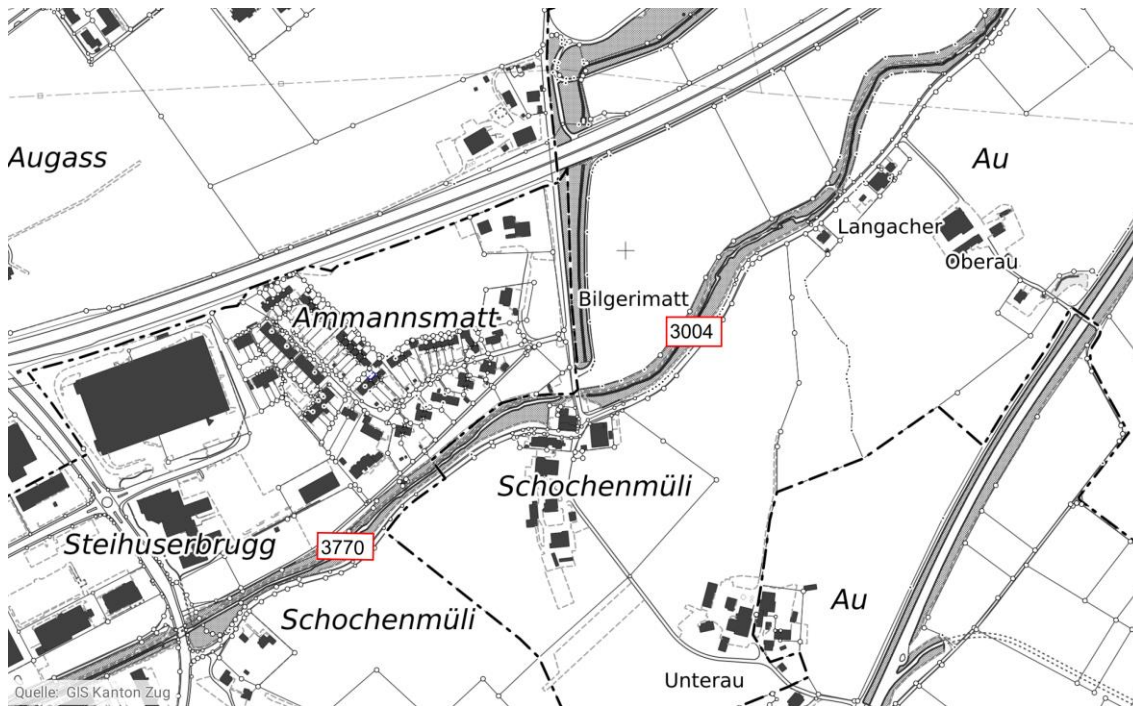 Augass
Au
Langacher
Oberau
Bilgerimatt
Ammannsmatt
3004
Schochenmüli
Steihuserbrugg
3770
Schochenmüli
Au
Unterau
Quelle: GIS Kanton Zug